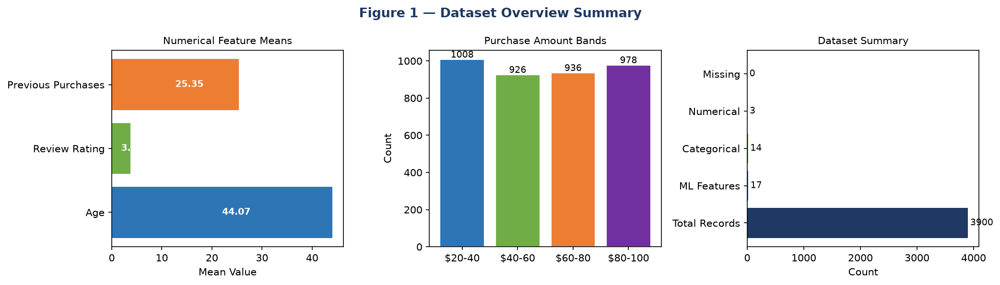 Figure 1 — Dataset Overview Summary
Numerical Feature Means
Previous Purchases
25.35
Review Rating
3.
Age
44.07
0 10 20 30 40
Mean Value
Purchase Amount Bands
Count
1000
800
600
400
200
0
1008
926
936
978
$20-40 $40-60 $60-80 $80-100
Dataset Summary
Missing 0
Numerical 3
Categorical 14
ML Features 17
Total Records 3900
0 1000 2000 3000 4000
Count